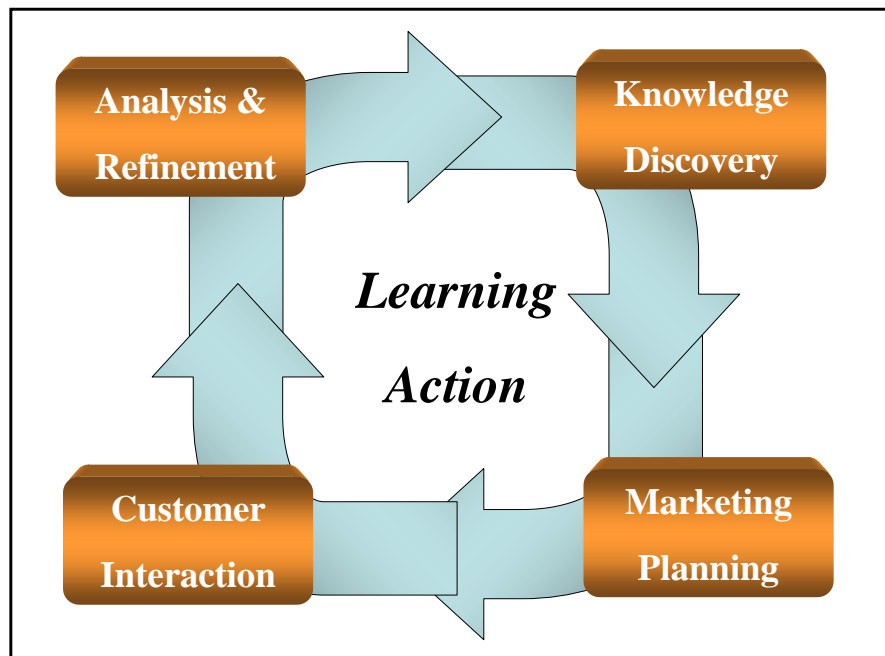 Analysis &
Refinement
Knowledge
Discovery
Learning
Action
Customer
Interaction
Marketing
Planning